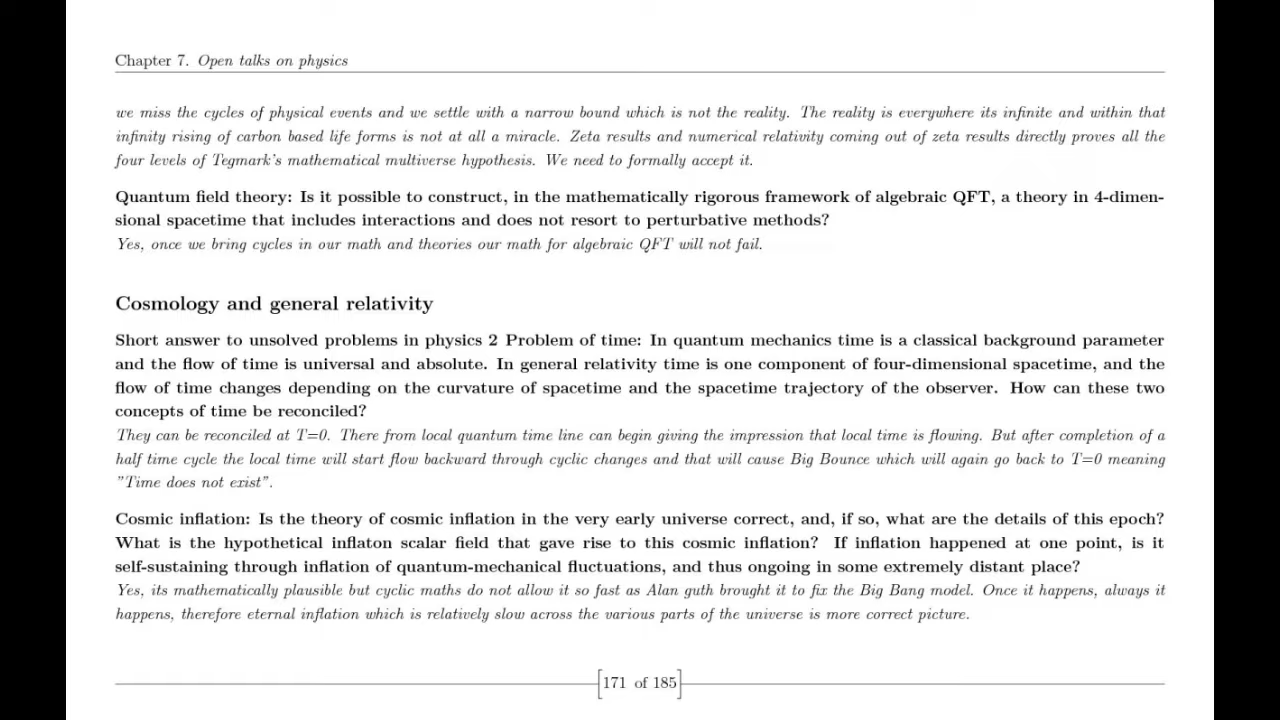 Chapter 7. Open talks on physics
we miss the cycles of physical events and we settle with a narrow bound which is not the reality. The reality is everywhere its infinite and within that
infinity rising of carbon based life forms is not at all a miracle. Zeta results and numerical relativity coming out of zeta results directly proves all the
four levels of Tegmark's mathematical multiverse hypothesis. We need to formally accept it.
Quantum field theory: Is it possible to construct, in the mathematically rigorous framework of algebraic QFT, a theory in 4-dimen-
sional spacetime that includes interactions and does not resort to perturbative methods?
Yes, once we bring cycles in our math and theories our math for algebraic QFT will not fail.
Cosmology and general relativity
Short answer to unsolved problems in physics 2 Problem of time: In quantum mechanics time is a classical background parameter
and the flow of time is universal and absolute. In general relativity time is one component of four-dimensional spacetime, and the
flow of time changes depending on the curvature of spacetime and the spacetime trajectory of the observer. How can these two
concepts of time be reconciled?
They can be reconciled at T=0. There from local quantum time line can begin giving the impression that local time is flowing. But after completion of a
half time cycle the local time will start flow backward through cyclic changes and that will cause Big Bounce which will again go back to T=0 meaning
"Time does not exist".
Cosmic inflation: Is the theory of cosmic inflation in the very early universe correct, and, if so, what are the details of this epoch?
What is the hypothetical inflaton scalar field that gave rise to this cosmic inflation? If inflation happened at one point, is it
self-sustaining through inflation of quantum-mechanical fluctuations, and thus ongoing in some extremely distant place?
Yes, its mathematically plausible but cyclic maths do not allow it so fast as Alan guth brought it to fix the Big Bang model. Once it happens, always it
happens, therefore eternal inflation which is relatively slow across the various parts of the universe is more correct picture.
171 of 185